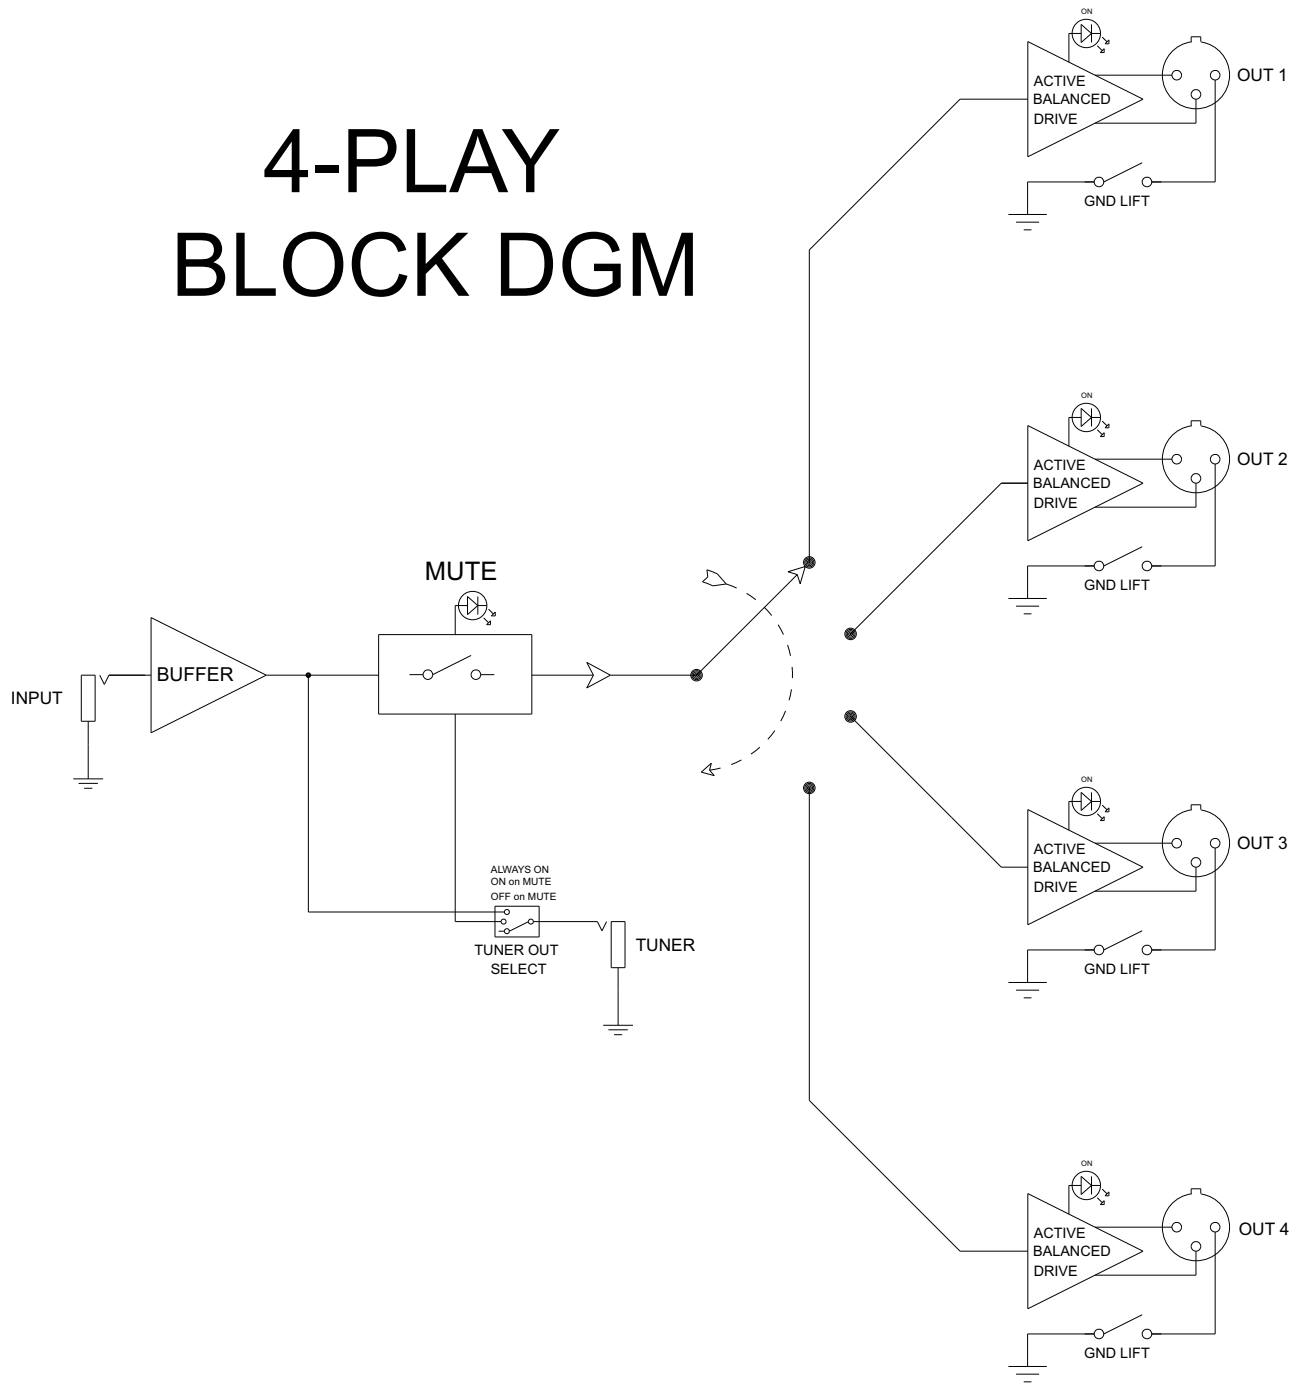 4-PLAY
BLOCK DGM
ON
ACTIVE
BALANCED
DRIVE
OUT 1
GND LIFT
ON
ACTIVE
BALANCED
DRIVE
OUT 2
GND LIFT
MUTE
BUFFER
INPUT
ALWAYS ON
ON on MUTE
OFF on MUTE
TUNER OUT
SELECT
TUNER
ON
ACTIVE
BALANCED
DRIVE
OUT 3
GND LIFT
ON
ACTIVE
BALANCED
DRIVE
OUT 4
GND LIFT